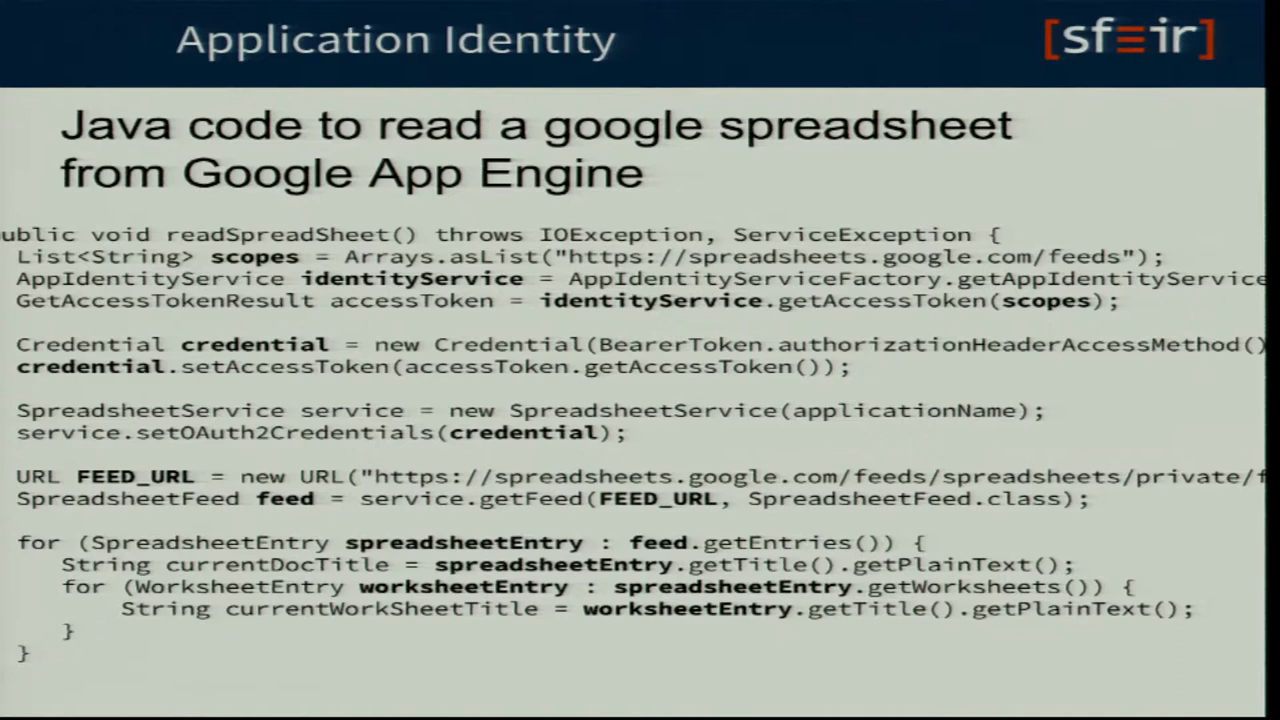 Application Identity
[sfeir]
Java code to read a google spreadsheet
from Google App Engine
ublic void readSpreadSheet() throws IOException, ServiceException {
List<String> scopes = Arrays.asList("https://spreadsheets.google.com/feeds");
AppIdentityService identityService = AppIdentityServiceFactory.getAppIdentityService
GetAccessTokenResult accessToken = identityService.getAccessToken(scopes);
Credential credential = new Credential(BearerToken.authorizationHeaderAccessMethod()
credential.setAccessToken(accessToken.getAccessToken());
SpreadsheetService service = new SpreadsheetService(applicationName);
service.setOAuth2Credentials(credential);
URL FEED_URL = new URL("https://spreadsheets.google.com/feeds/spreadsheets/private/f
SpreadsheetFeed feed = service.getFeed(FEED_URL, SpreadsheetFeed.class);
for (SpreadsheetEntry spreadsheetEntry : feed.getEntries()) {
String currentDocTitle = spreadsheetEntry.getTitle().getPlainText();
for (WorksheetEntry worksheetEntry : spreadsheetEntry.getWorksheets()) {
String currentWorkSheetTitle = worksheetEntry.getTitle().getPlainText();
}
}